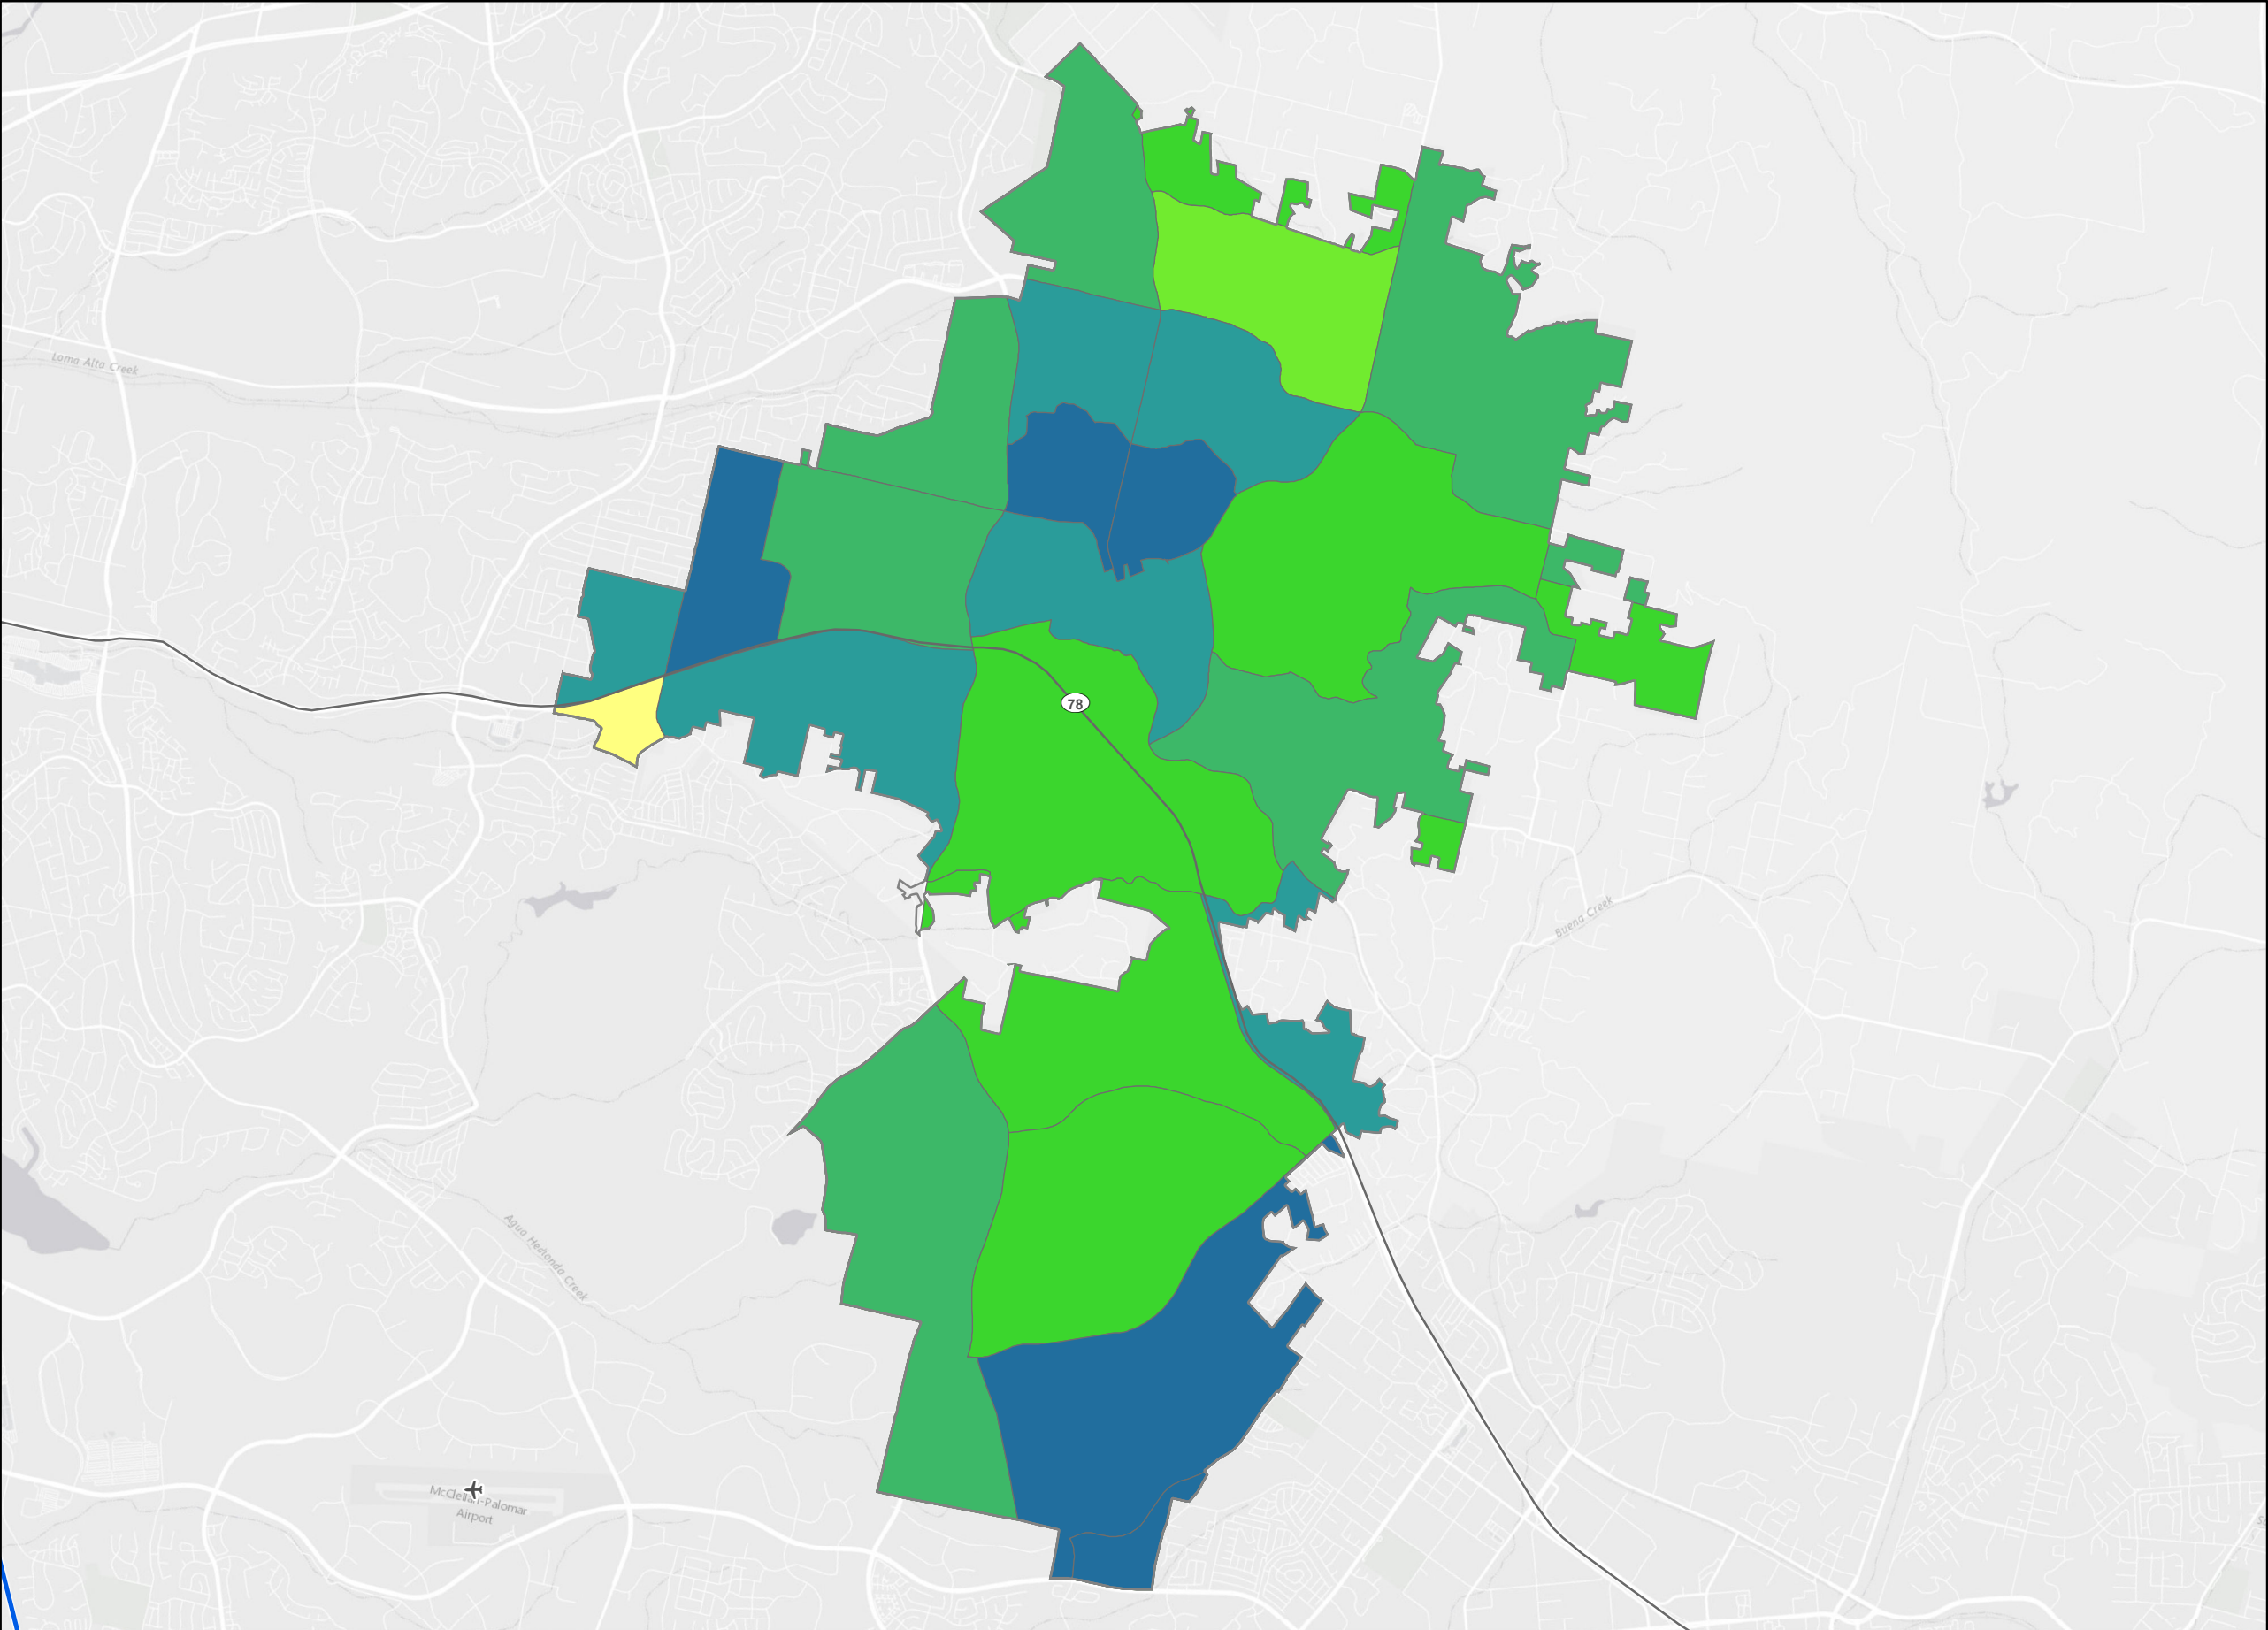 Loma Alta Creek
78
Buena Creek
Agua Hedionda Creek
McClellan-Palomar
Airport